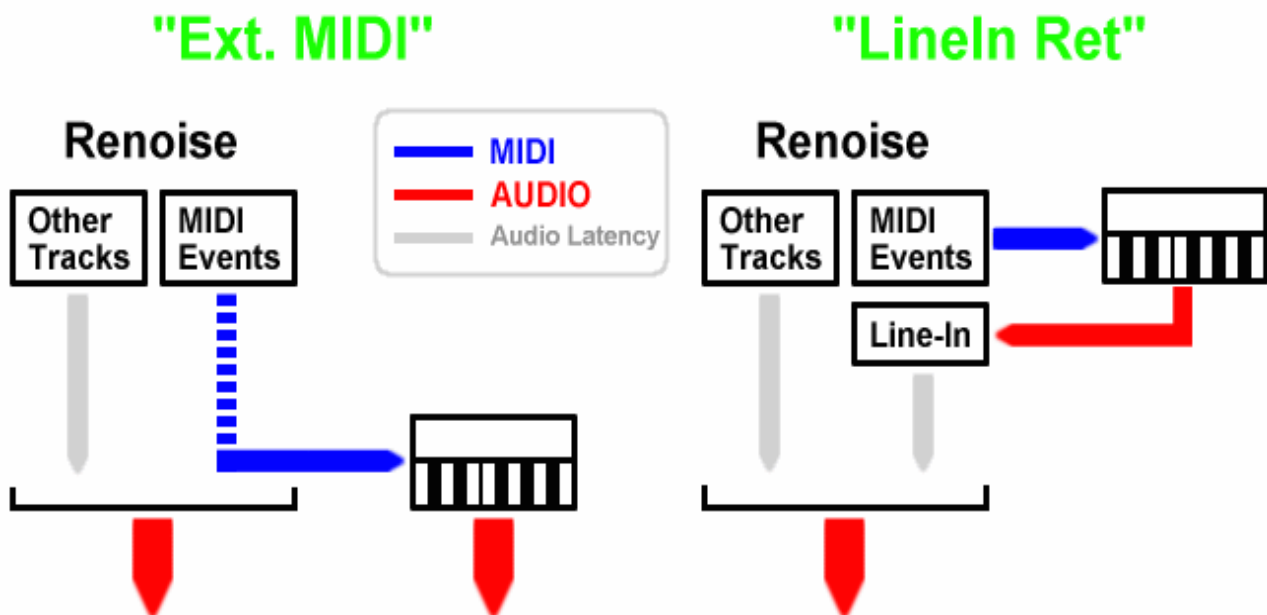 "Ext. MIDI"
"LineIn Ret"
Renoise
MIDI
AUDIO
Audio Latency
Renoise
Other
Tracks
MIDI
Events
Other
Tracks
MIDI
Events
Line-In